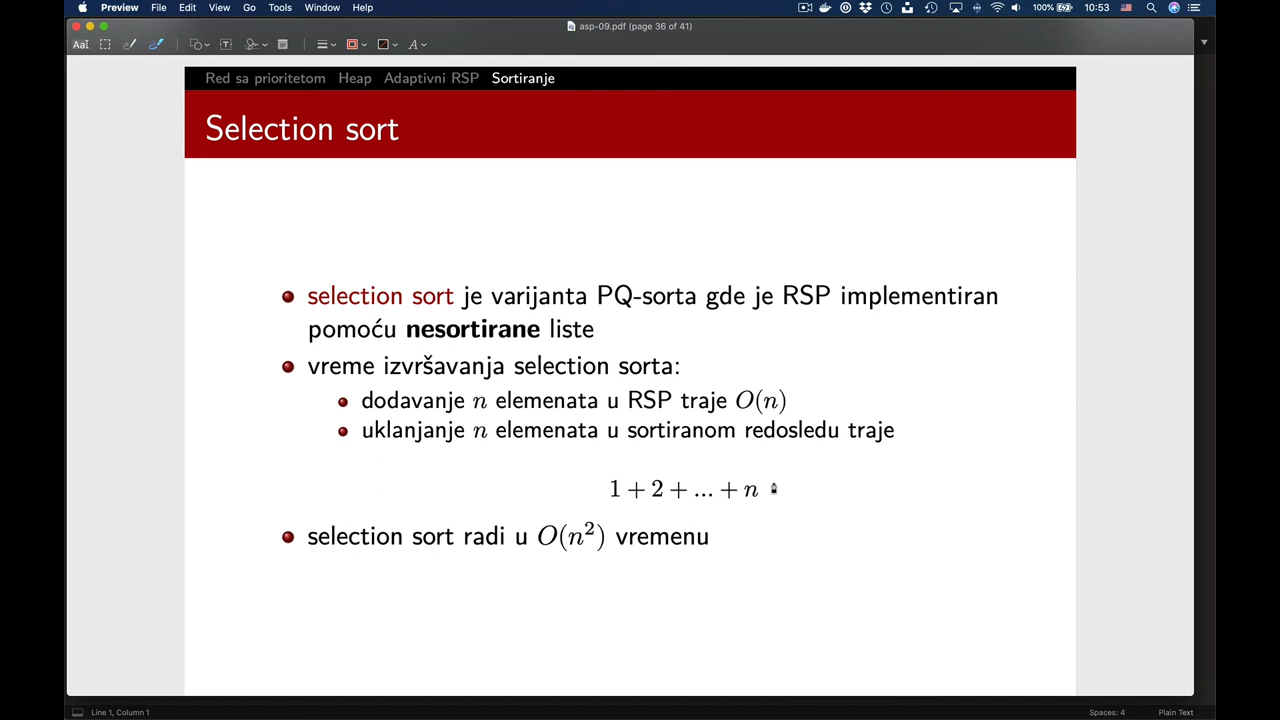 Preview File Edit View Go Tools Window Help 100% 10:53
asp-09.pdf (page 36 of 41)
Red sa prioritetom Heap Adaptivni RSP Sortiranje
Selection sort
selection sort je varijanta PQ-sorta gde je RSP implementiran
pomoću nesortirane liste
vreme izvršavanja selection sorta:
dodavanje n elemenata u RSP traje O(n)
uklanjanje n elemenata u sortiranom redosledu traje
1 + 2 + ... + n
selection sort radi u O(n²) vremenu
Line 1, Column 1 Spaces: 4 Plain Text